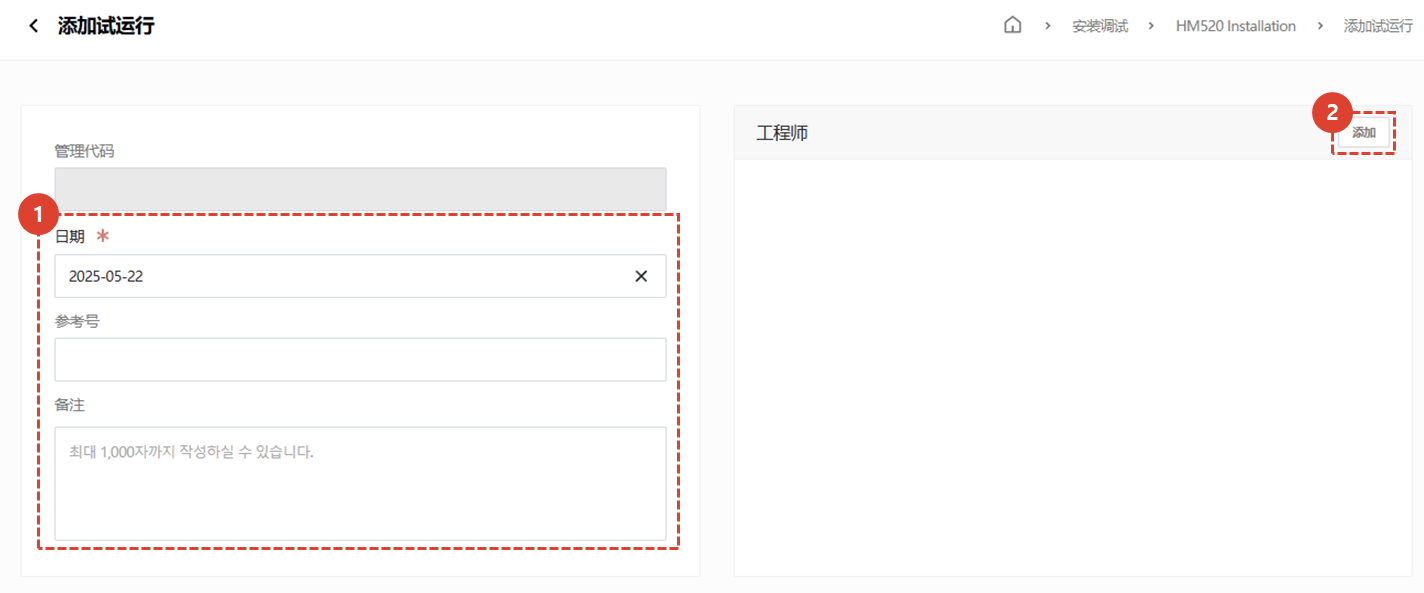 添加试运行
安装调试 › HM520 Installation › 添加试运行
管理代码
1
日期 *
2025-05-22
参考号
备注
최대 1,000자까지 작성하실 수 있습니다.
工程师
2
添加